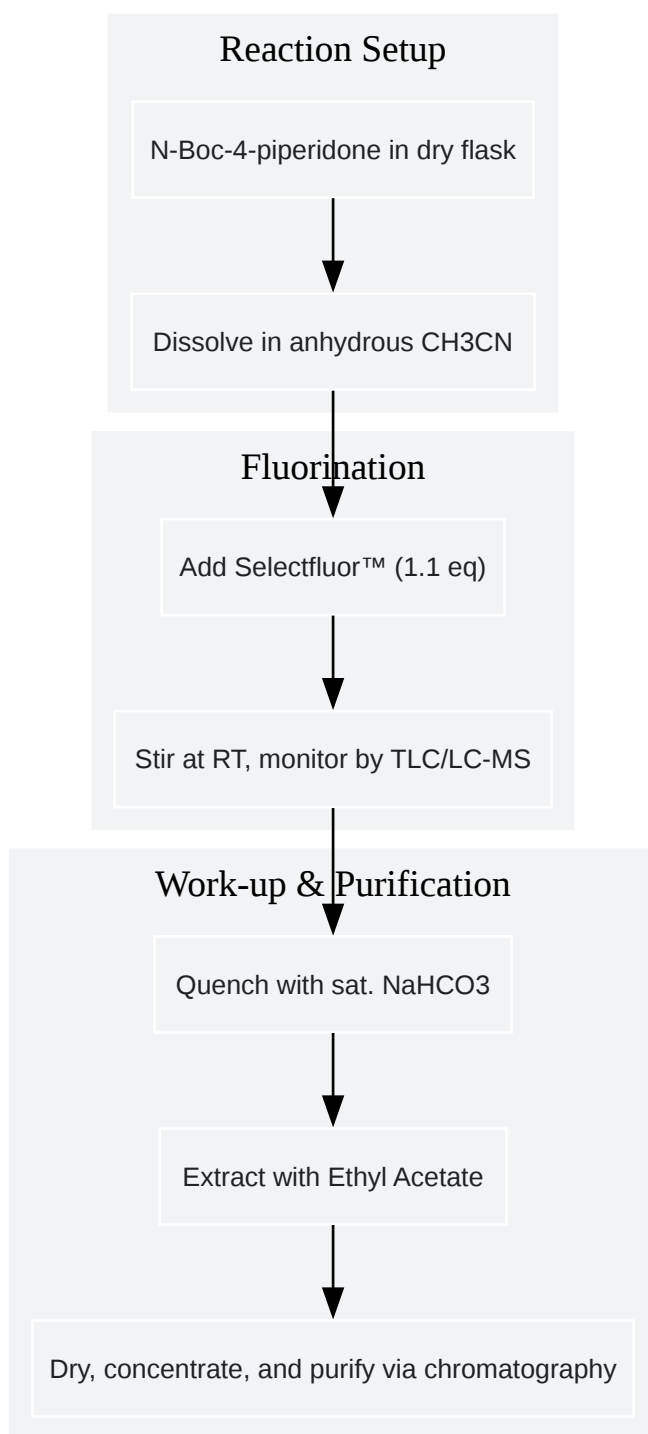 Reaction Setup
N-Boc-4-piperidone in dry flask
Dissolve in anhydrous CH3CN
Fluorination
Add Selectfluor™ (1.1 eq)
Stir at RT, monitor by TLC/LC-MS
Work-up & Purification
Quench with sat. NaHCO3
Extract with Ethyl Acetate
Dry, concentrate, and purify via chromatography